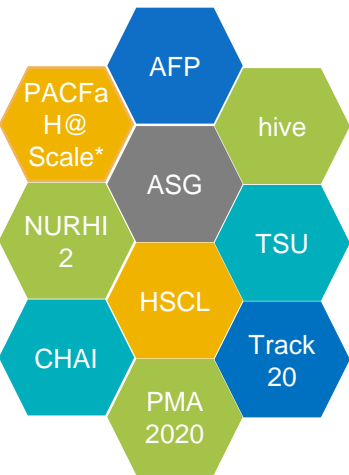 AFP
PACFa
H@
Scale*
hive
ASG
NURHI
2
TSU
HSCL
CHAI
Track
20
PMA
2020